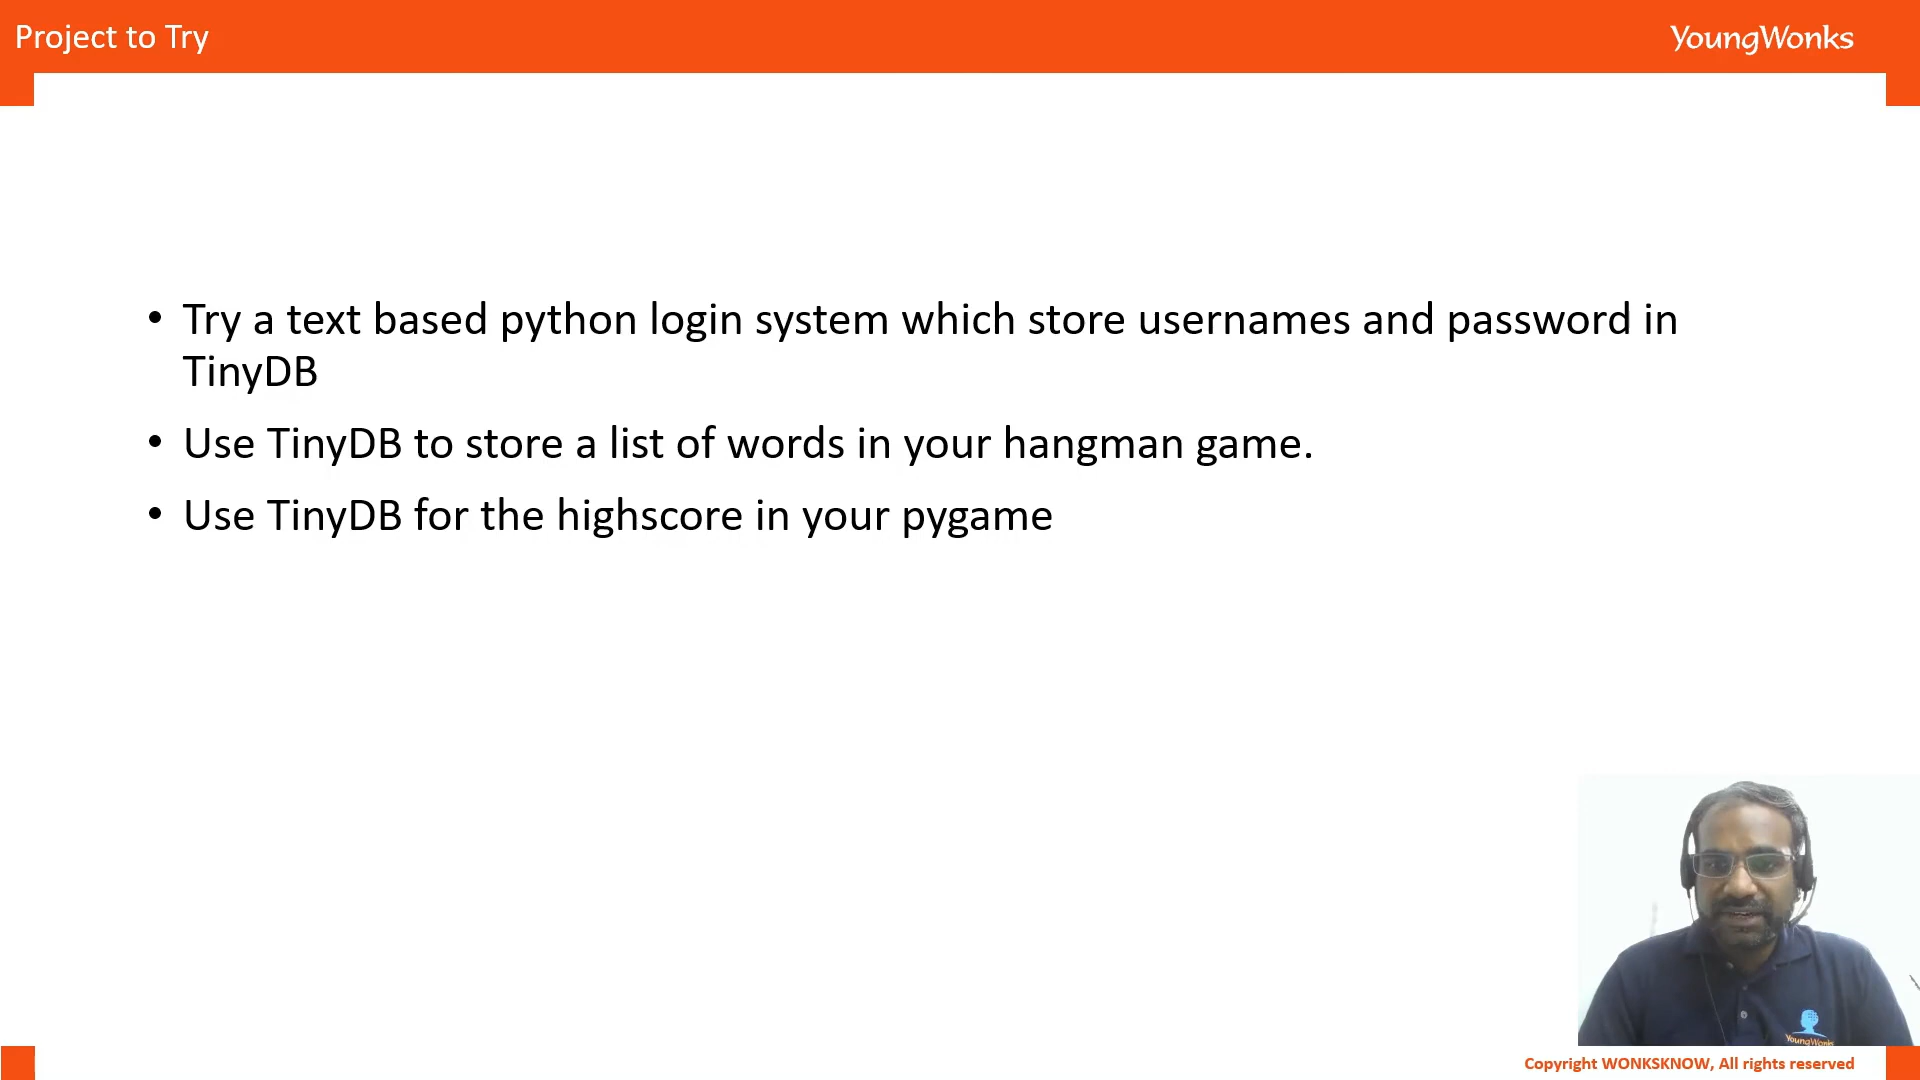 Project to Try
YoungWonks
• Try a text based python login system which store usernames and password in
TinyDB
• Use TinyDB to store a list of words in your hangman game.
• Use TinyDB for the highscore in your pygame
YoungWonks
Copyright WONKSKNOW, All rights reserved